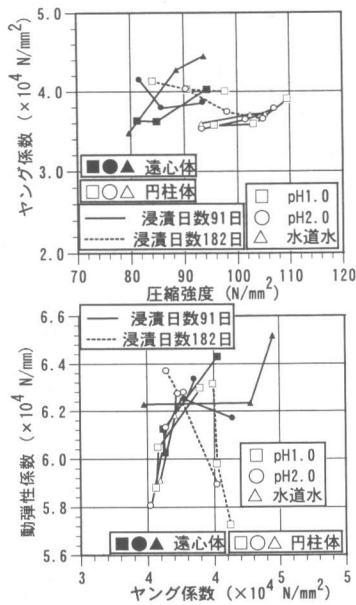 4.0
3.0
2.0
ヤング係数 (×10⁴ N/mm²)
■●▲ 遠心体
□○△ 円柱体
浸漬日数91日
浸漬日数182日
□ pH1.0
○ pH2.0
△ 水道水
70 80 90 100 110 120
圧縮強度 (N/mm²)
6.6
6.4
6.2
6.0
5.8
5.6
動弾性係数 (×10⁴ N/mm)
浸漬日数91日
浸漬日数182日
□ pH1.0
○ pH2.0
△ 水道水
■●▲ 遠心体 □○△ 円柱体
3 4 4 5 5
ヤング係数 (×10⁴ N/mm²)